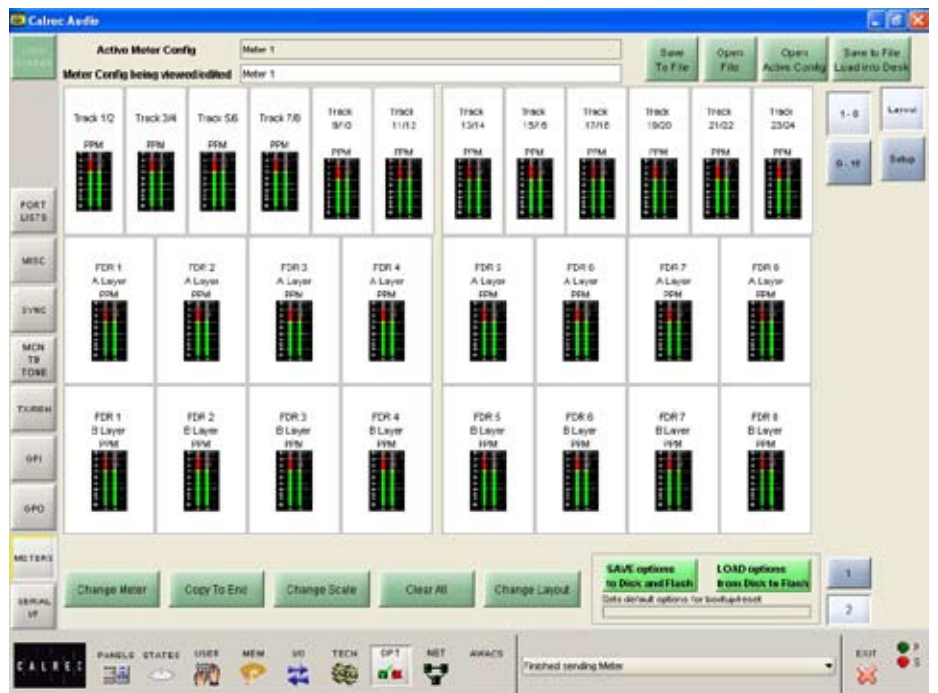 Calrec Audio
Active Meter Config
Meter 1
Meter Config being viewed/edited
Meter 1
Save To File
Open File
Open Active Config
Save to File
Load into Desk
Track 1/2
Track 3/4
Track 5/6
Track 7/8
Track 9/10
Track 11/12
Track 13/14
Track 15/16
Track 17/18
Track 19/20
Track 21/22
Track 23/24
PPM PPM PPM PPM PPM PPM PPM PPM PPM PPM PPM PPM
1 - 8
Layout
Setup
PORT LISTS
MISC
SYNC
MON TB TONE
TX/REH
GPI
GPO
METERS
SERIAL I/F
FDR 1 A Layer PPM
FDR 2 A Layer PPM
FDR 3 A Layer PPM
FDR 4 A Layer PPM
FDR 5 A Layer PPM
FDR 6 A Layer PPM
FDR 7 A Layer PPM
FDR 8 A Layer PPM
FDR 1 B Layer PPM
FDR 2 B Layer PPM
FDR 3 B Layer PPM
FDR 4 B Layer PPM
FDR 5 B Layer PPM
FDR 6 B Layer PPM
FDR 7 B Layer PPM
FDR 8 B Layer PPM
Change Meter
Copy To End
Change Scale
Clear All
Change Layout
SAVE options
to Disk and Flash
LOAD options
from Disk to Flash
Sets default options for bootup/reset
1
2
CALREC
PANELS
STATES
USER
MEM
I/O
TECH
OPT
NET
AWACS
Finished sending Meter
EXIT
P
S